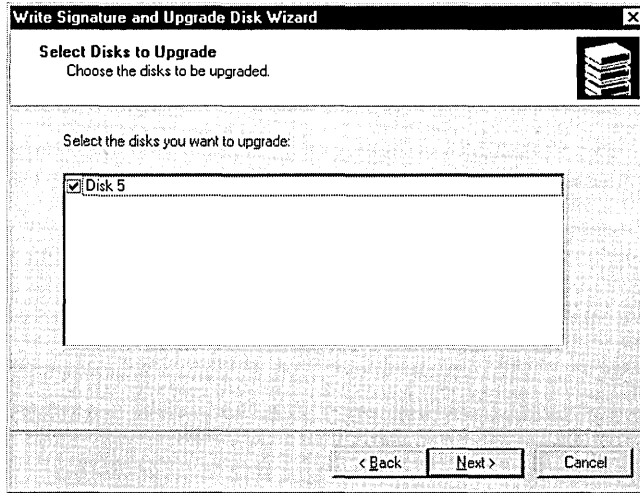 Write Signature and Upgrade Disk Wizard
Select Disks to Upgrade
Choose the disks to be upgraded.
Select the disks you want to upgrade:
Disk 5
< Back
Next >
Cancel